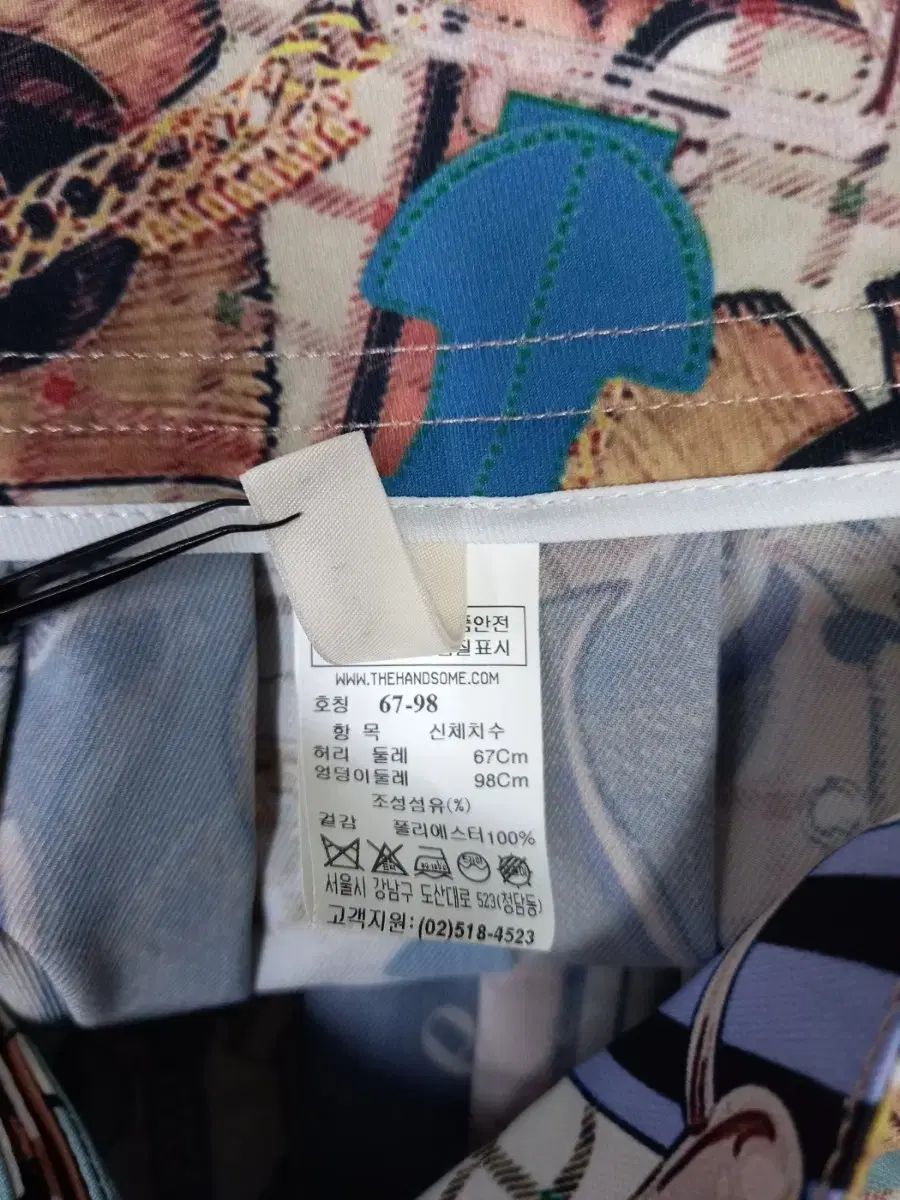 안전
표시
WWW.THEHANDSOME.COM
호칭 67-98
항 목 신체치수
허리 둘레 67Cm
엉덩이둘레 98Cm
조성섬유(%)
겉감 폴리에스터100%
서울시 강남구 도산대로 523(청담동)
고객지원: (02)518-4523